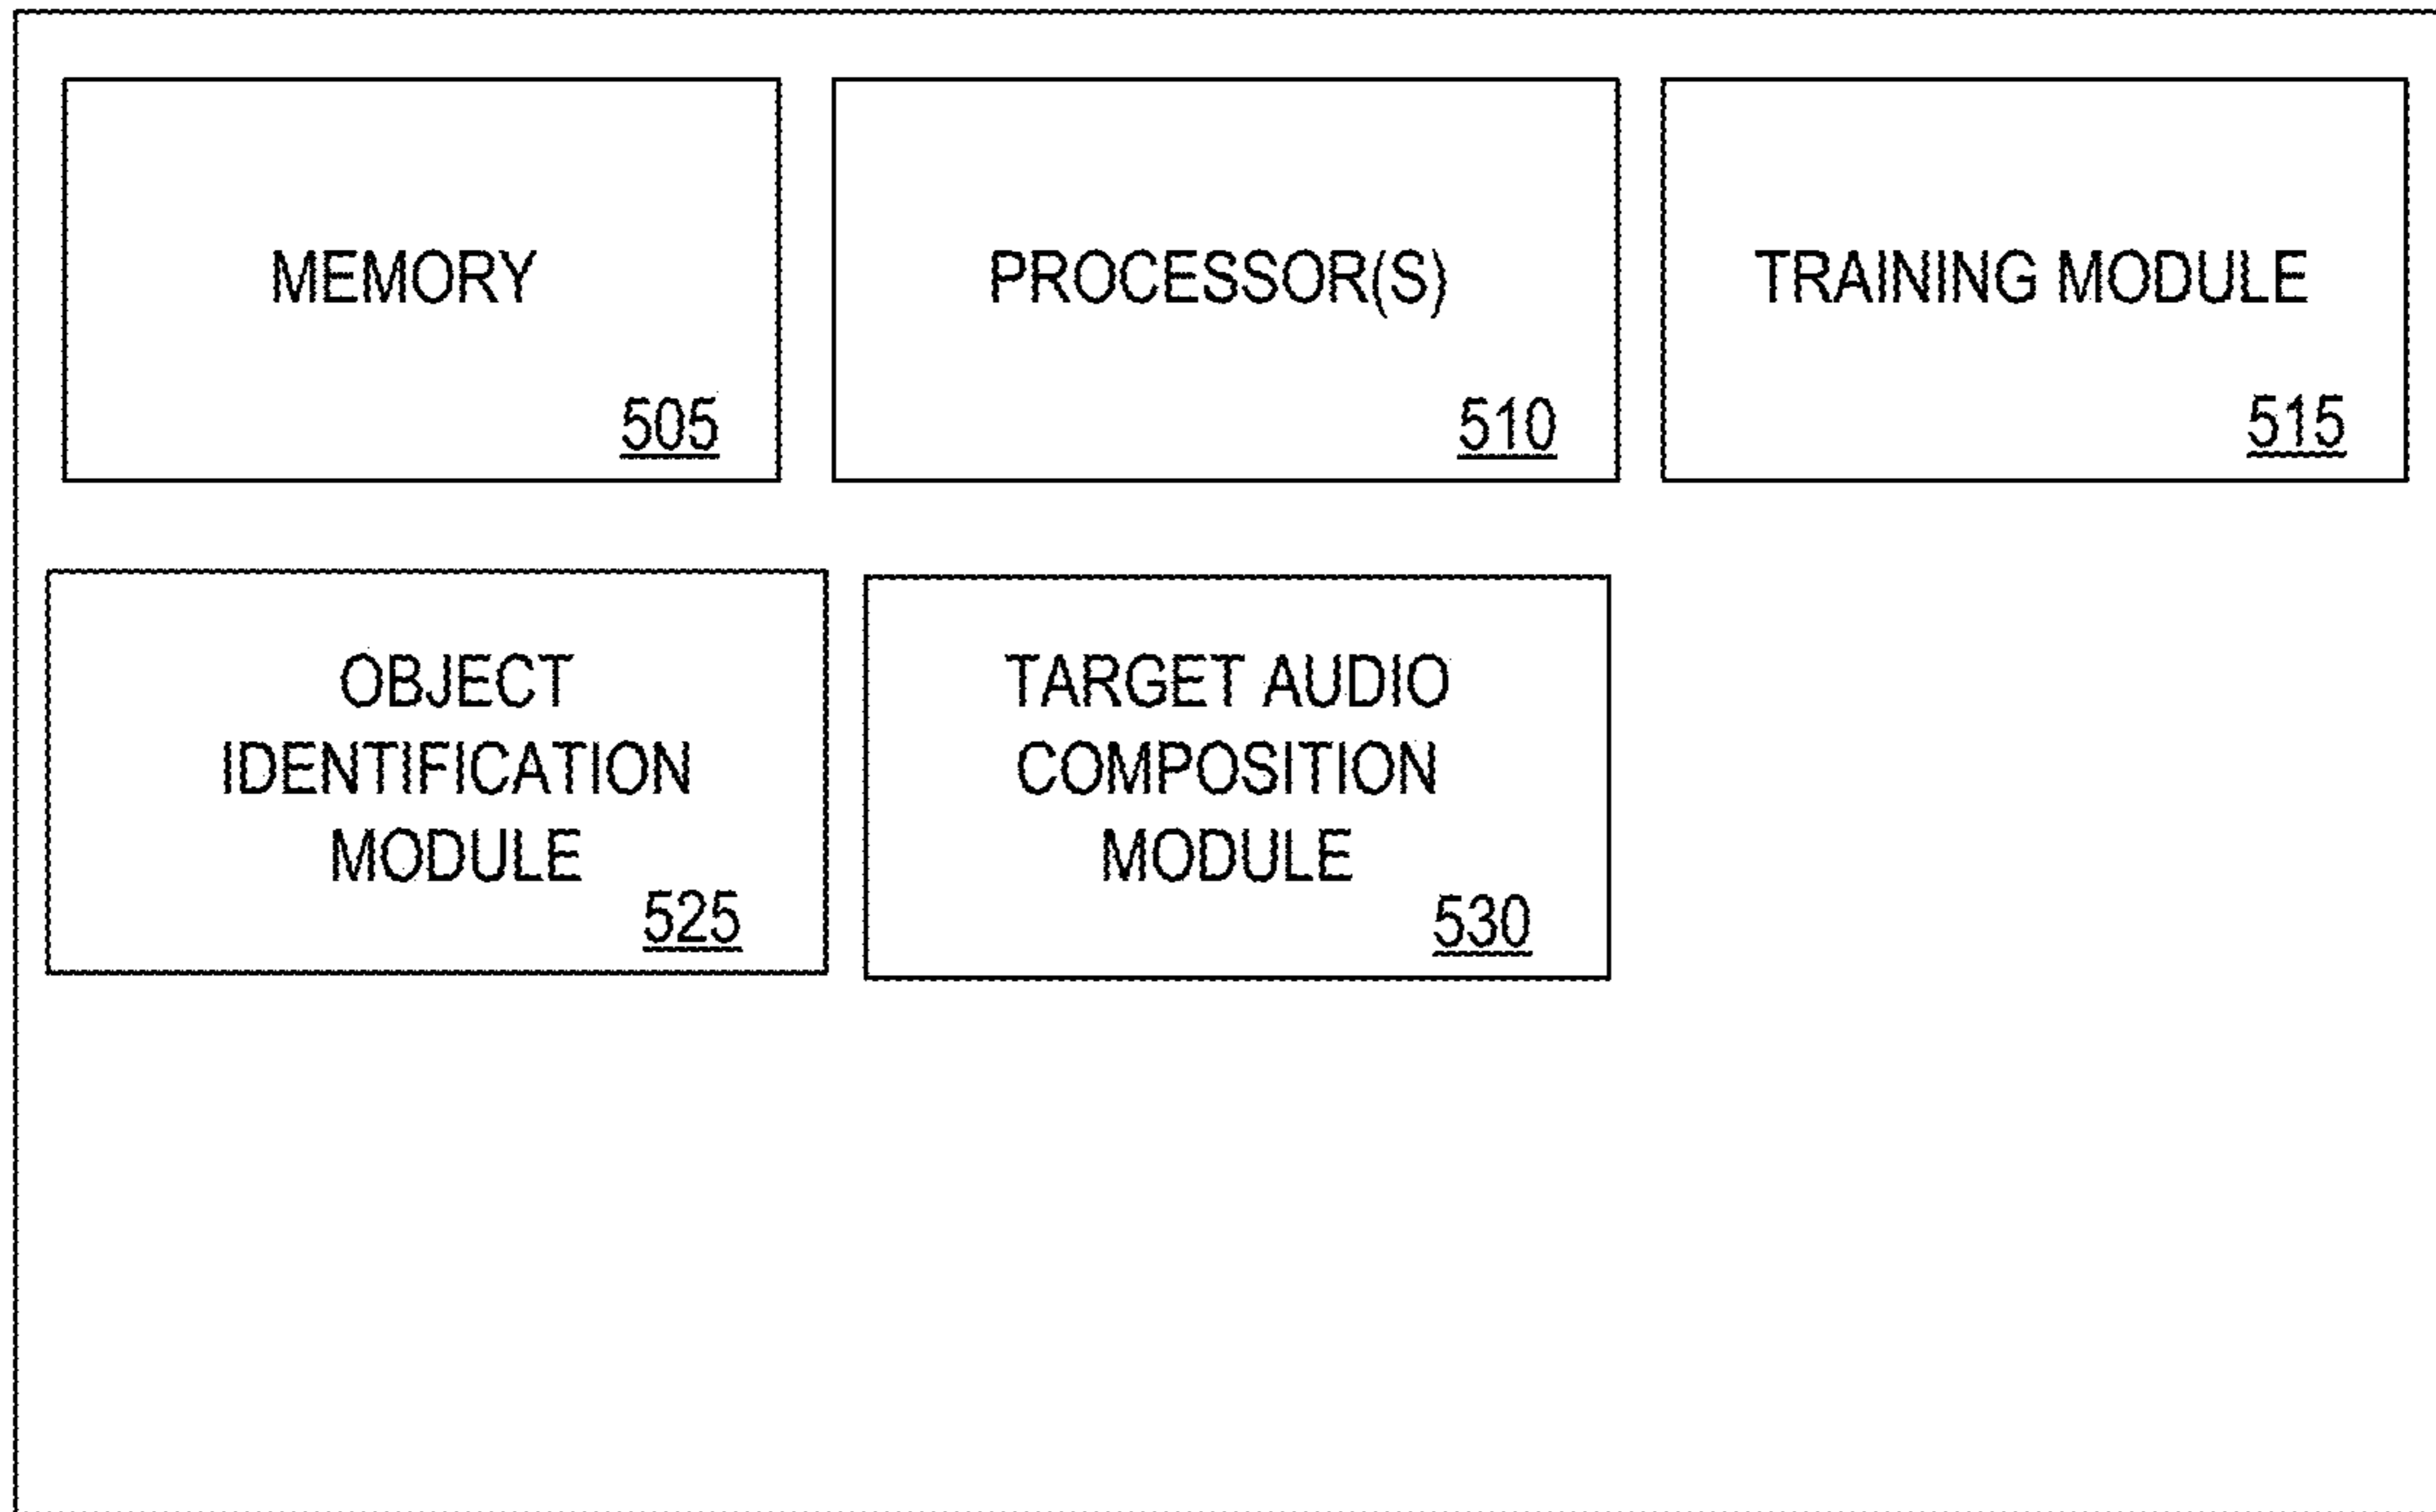 MEMORY
505
PROCESSOR(S)
510
TRAINING MODULE
515
OBJECT
IDENTIFICATION
MODULE
525
TARGET AUDIO
COMPOSITION
MODULE
530